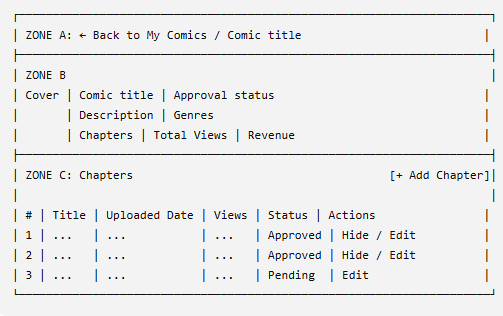 ZONE A: ← Back to My Comics / Comic title
ZONE B
Cover | Comic title | Approval status
| Description | Genres
| Chapters | Total Views | Revenue
ZONE C: Chapters [+ Add Chapter]
# | Title | Uploaded Date | Views | Status | Actions
1 | ... | ... | ... | Approved | Hide / Edit
2 | ... | ... | ... | Approved | Hide / Edit
3 | ... | ... | ... | Pending | Edit